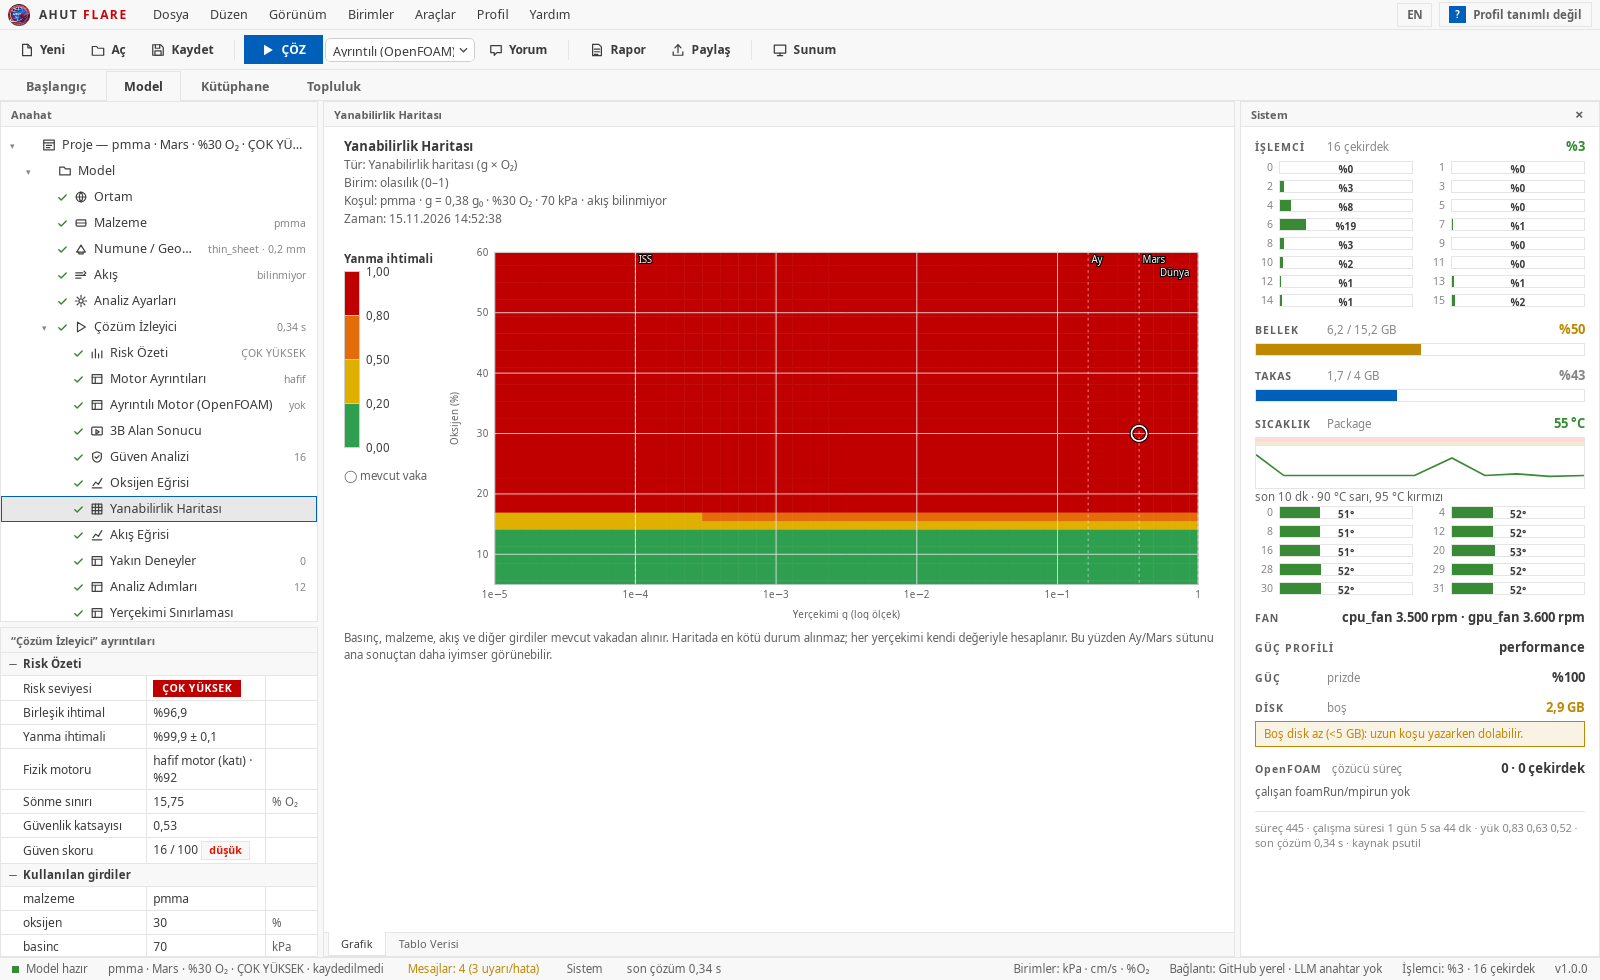 AHUT FLARE Dosya Düzen Görünüm Birimler Araçlar Profil Yardım EN ? Profil tanımlı değil
Yeni Aç Kaydet ÇÖZ Ayrıntılı (OpenFOAM) Yorum Rapor Paylaş Sunum
Başlangıç Model Kütüphane Topluluk
Anahat
Proje — pmma · Mars · %30 O₂ · ÇOK YÜ...
Model
Ortam
Malzeme pmma
Numune / Geo... thin_sheet · 0,2 mm
Akış bilinmiyor
Analiz Ayarları
Çözüm İzleyici 0,34 s
Risk Özeti ÇOK YÜKSEK
Motor Ayrıntıları hafif
Ayrıntılı Motor (OpenFOAM) yok
3B Alan Sonucu
Güven Analizi 16
Oksijen Eğrisi
Yanabilirlik Haritası
Akış Eğrisi
Yakın Deneyler 0
Analiz Adımları 12
Yerçekimi Sınırlaması
“Çözüm İzleyici” ayrıntıları
Risk Özeti
Risk seviyesi ÇOK YÜKSEK
Birleşik ihtimal %96,9
Yanma ihtimali %99,9 ± 0,1
Fizik motoru hafif motor (katı) ·
%92
Sönme sınırı 15,75 % O₂
Güvenlik katsayısı 0,53
Güven skoru 16 / 100 düşük
Kullanılan girdiler
malzeme pmma
oksijen 30 %
basinc 70 kPa
Yanabilirlik Haritası
Yanabilirlik Haritası
Tür: Yanabilirlik haritası (g × O₂)
Birim: olasılık (0–1)
Koşul: pmma · g = 0,38 g₀ · %30 O₂ · 70 kPa · akış bilinmiyor
Zaman: 15.11.2026 14:52:38
Yanma ihtimali
1,00
0,80
0,50
0,20
0,00
mevcut vaka
Oksijen (%)
60
50
40
30
20
10
ISS Ay Mars
Dünya
1e−5 1e−4 1e−3 1e−2 1e−1 1
Yerçekimi g (log ölçek)
Basınç, malzeme, akış ve diğer girdiler mevcut vakadan alınır. Haritada en kötü durum alınmaz; her yerçekimi kendi değeriyle hesaplanır. Bu yüzden Ay/Mars sütunu
ana sonuçtan daha iyimser görünebilir.
Grafik Tablo Verisi
Sistem ×
İŞLEMCİ 16 çekirdek %3
0 %0 1 %0
2 %3 3 %0
4 %8 5 %0
6 %19 7 %1
8 %3 9 %0
10 %2 11 %0
12 %1 13 %1
14 %1 15 %2
BELLEK 6,2 / 15,2 GB %50
TAKAS 1,7 / 4 GB %43
SICAKLIK Package 55 °C
son 10 dk · 90 °C sarı, 95 °C kırmızı
0 51° 4 52°
8 51° 12 52°
16 51° 20 53°
28 52° 29 52°
30 52° 31 52°
FAN cpu_fan 3.500 rpm · gpu_fan 3.600 rpm
GÜÇ PROFİLİ performance
GÜÇ prizde %100
DİSK boş 2,9 GB
Boş disk az (<5 GB): uzun koşu yazarken dolabilir.
OpenFOAM çözücü süreç 0 · 0 çekirdek
çalışan foamRun/mpirun yok
süreç 445 · çalışma süresi 1 gün 5 sa 44 dk · yük 0,83 0,63 0,52 ·
son çözüm 0,34 s · kaynak psutil
Model hazır pmma · Mars · %30 O₂ · ÇOK YÜKSEK · kaydedilmedi Mesajlar: 4 (3 uyarı/hata) Sistem son çözüm 0,34 s Birimler: kPa · cm/s · %O₂ Bağlantı: GitHub yerel · LLM anahtar yok İşlemci: %3 · 16 çekirdek v1.0.0